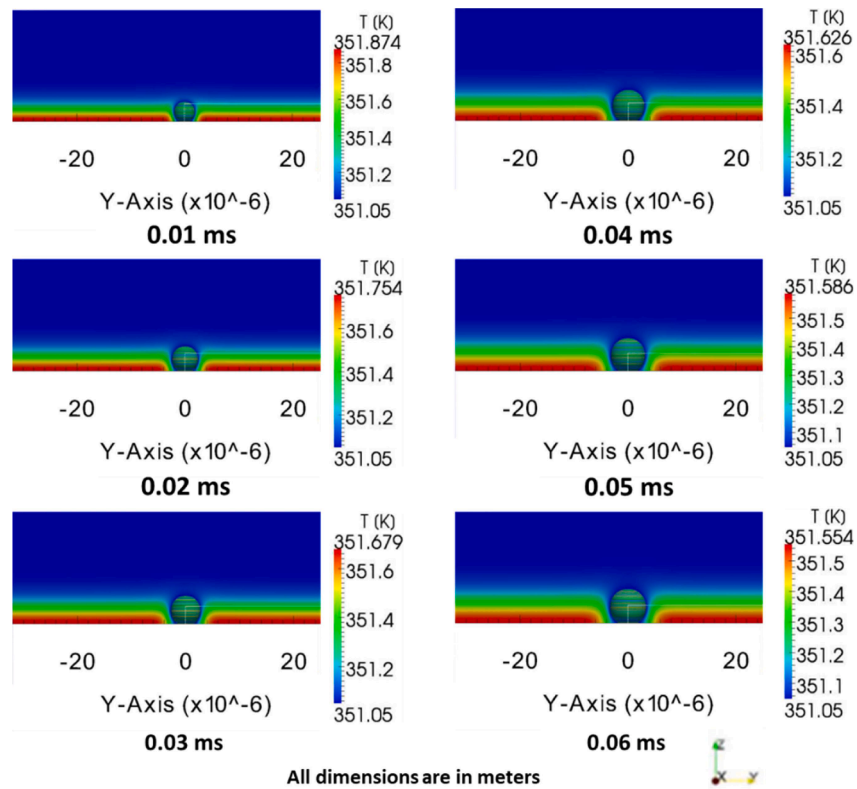 T (K)
351.874
351.8
351.6
351.4
351.2
351.05
-20 0 20
Y-Axis (x10^-6)
0.01 ms
T (K)
351.626
351.6
351.4
351.2
351.05
-20 0 20
Y-Axis (x10^-6)
0.04 ms
T (K)
351.754
351.6
351.4
351.2
351.05
-20 0 20
Y-Axis (x10^-6)
0.02 ms
T (K)
351.586
351.5
351.4
351.3
351.2
351.1
351.05
-20 0 20
Y-Axis (x10^-6)
0.05 ms
T (K)
351.679
351.6
351.4
351.2
351.05
-20 0 20
Y-Axis (x10^-6)
0.03 ms
T (K)
351.554
351.5
351.4
351.3
351.2
351.1
351.05
-20 0 20
Y-Axis (x10^-6)
0.06 ms
All dimensions are in meters
Z
X Y